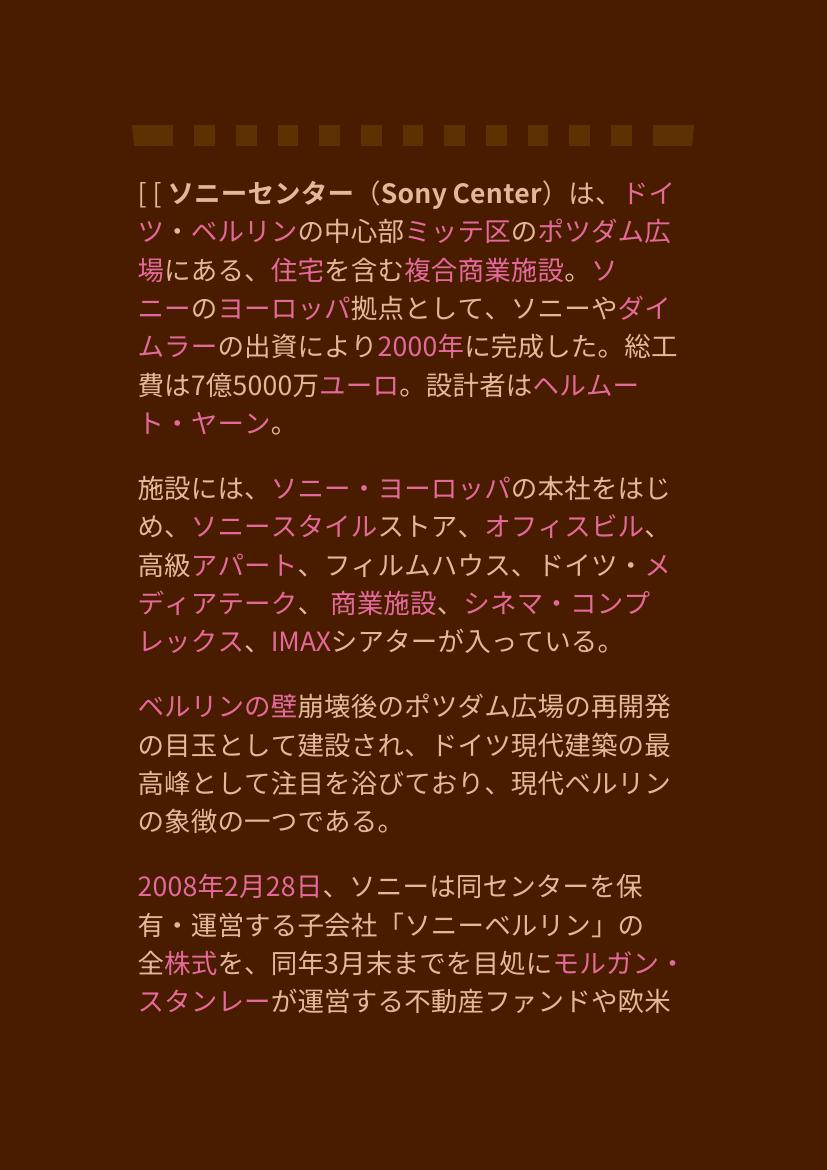 [ [ ソニーセンター（Sony Center）は、ドイ
ツ・ベルリンの中心部ミッテ区のポツダム広
場にある、住宅を含む複合商業施設。ソ
ニーのヨーロッパ拠点として、ソニーやダイ
ムラーの出資により2000年に完成した。総工
費は7億5000万ユーロ。設計者はヘルムー
ト・ヤーン。
施設には、ソニー・ヨーロッパの本社をはじ
め、ソニースタイルストア、オフィスビル、
高級アパート、フィルムハウス、ドイツ・メ
ディアテーク、 商業施設、シネマ・コンプ
レックス、IMAXシアターが入っている。
ベルリンの壁崩壊後のポツダム広場の再開発
の目玉として建設され、ドイツ現代建築の最
高峰として注目を浴びており、現代ベルリン
の象徴の一つである。
2008年2月28日、ソニーは同センターを保
有・運営する子会社「ソニーベルリン」の
全株式を、同年3月末までを目処にモルガン・
スタンレーが運営する不動産ファンドや欧米